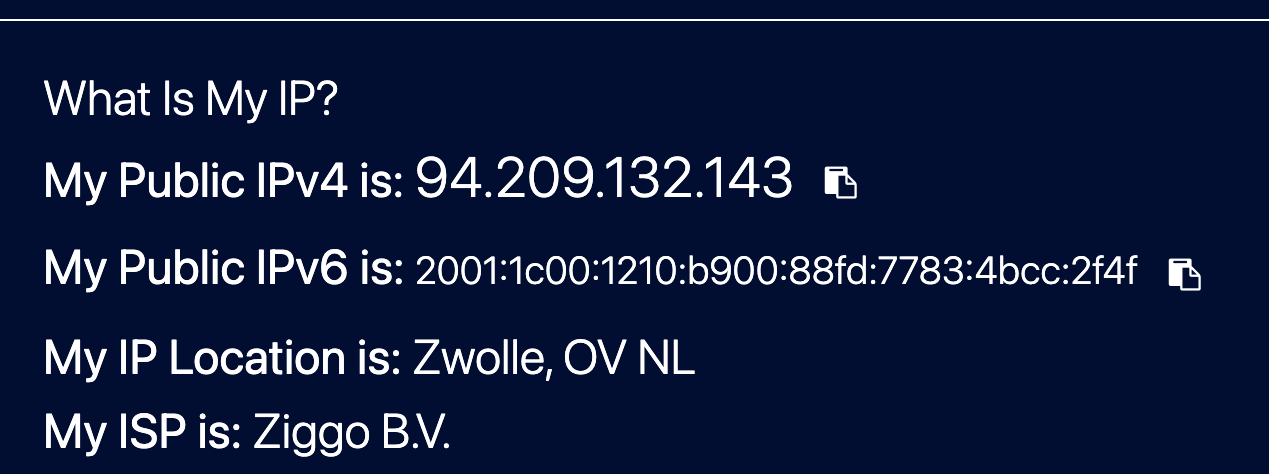 What Is My IP?
My Public IPv4 is: 94.209.132.143
My Public IPv6 is: 2001:1c00:1210:b900:88fd:7783:4bcc:2f4f
My IP Location is: Zwolle, OV NL
My ISP is: Ziggo B.V.